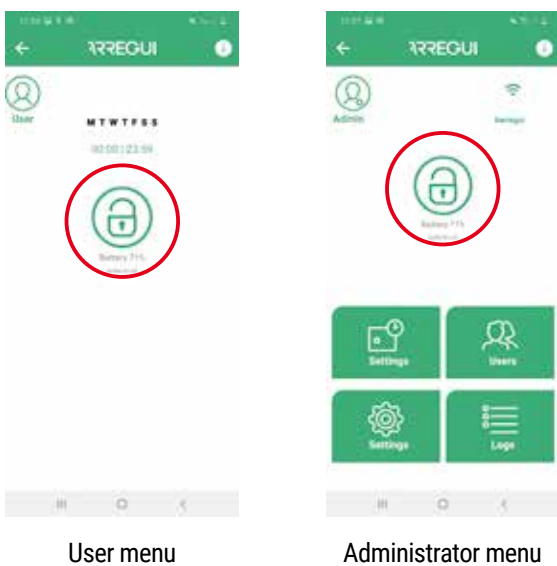 ARREGUI
User
M T W T F S S
00:00 | 23:59
Battery 71%
User menu
ARREGUI
Admin
Battery 71%
Settings
Users
Settings
Logs
Administrator menu